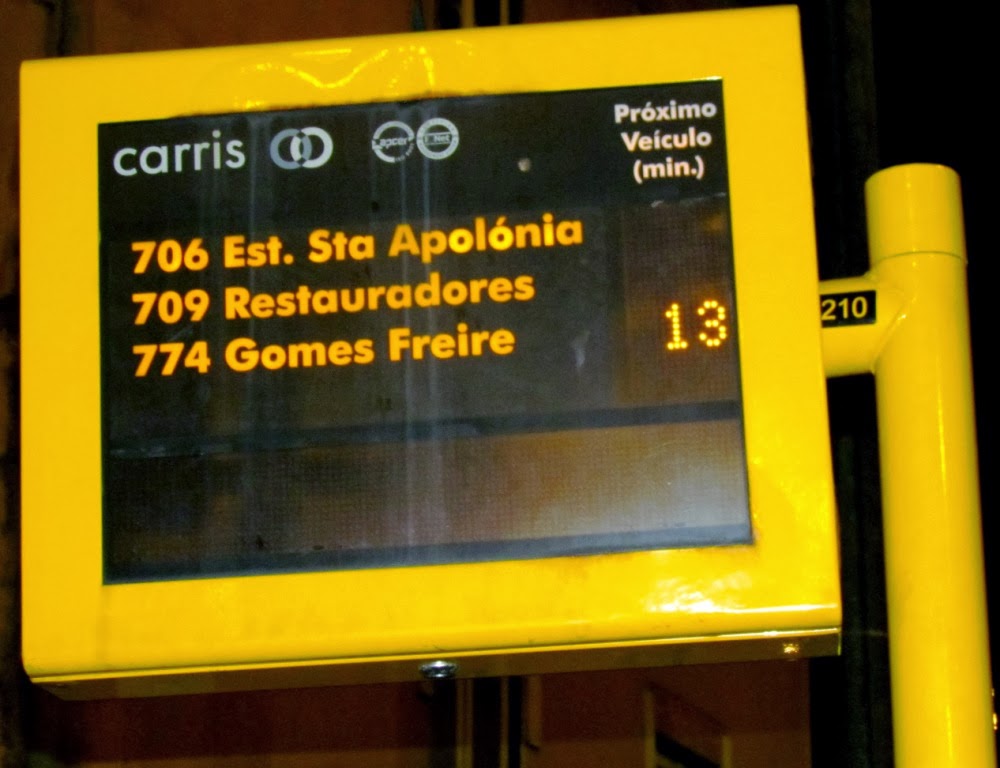 carris
Próximo
Veículo
(min.)
706 Est. Sta Apolónia
709 Restauradores
774 Gomes Freire 13
210